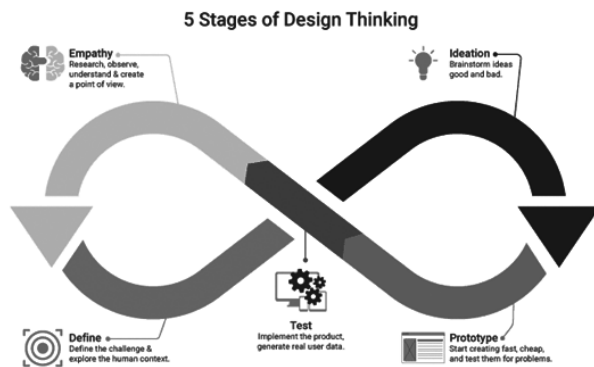 5 Stages of Design Thinking
Empathy
Research, observe,
understand & create
a point of view.
Ideation
Brainstorm ideas
good and bad.
Define
Define the challenge &
explore the human context.
Test
Implement the product,
generate real user data.
Prototype
Start creating fast, cheap,
and test them for problems.